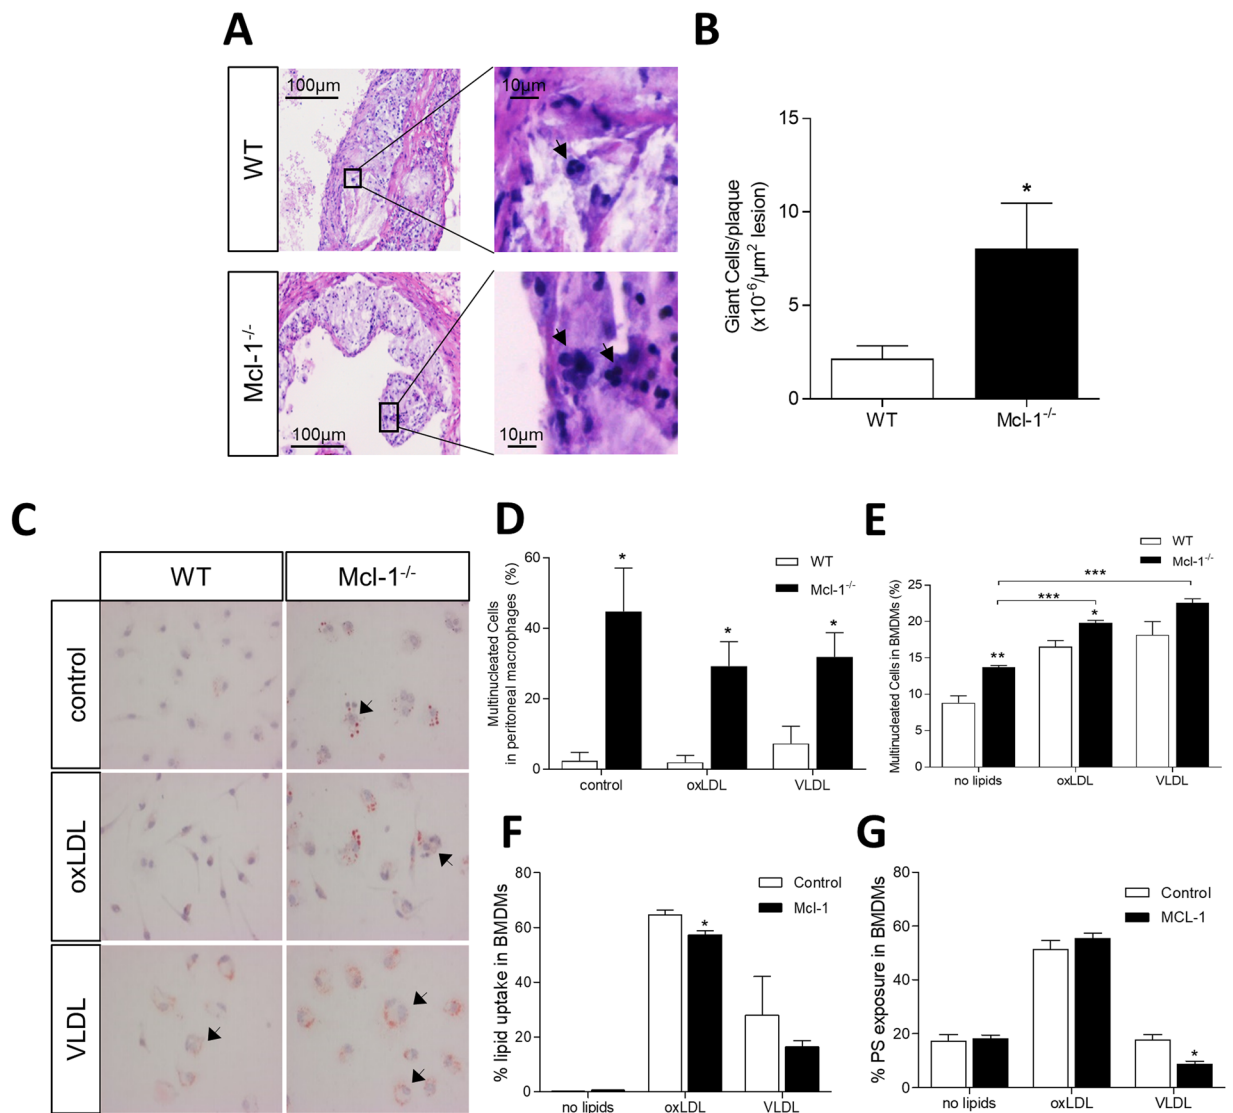 A
WT
100µm
10µm
Mcl-1-/-
100µm
10µm
B
Giant Cells/plaque
(x10-6/µm2 lesion)
15
10
5
0
*
WT
Mcl-1-/-
C
WT
Mcl-1-/-
control
oxLDL
VLDL
D
Multinucleated Cells
in peritoneal macrophages (%)
60
40
20
0
WT
Mcl-1-/-
*
*
*
control
oxLDL
VLDL
E
Multinucleated Cells in BMDMs (%)
25
20
15
10
5
0
WT
Mcl-1-/-
***
***
**
*
no lipids
oxLDL
VLDL
F
% lipid uptake in BMDMs
80
60
40
20
0
Control
Mcl-1
*
no lipids
oxLDL
VLDL
G
% PS exposure in BMDMs
80
60
40
20
0
Control
MCL-1
*
no lipids
oxLDL
VLDL